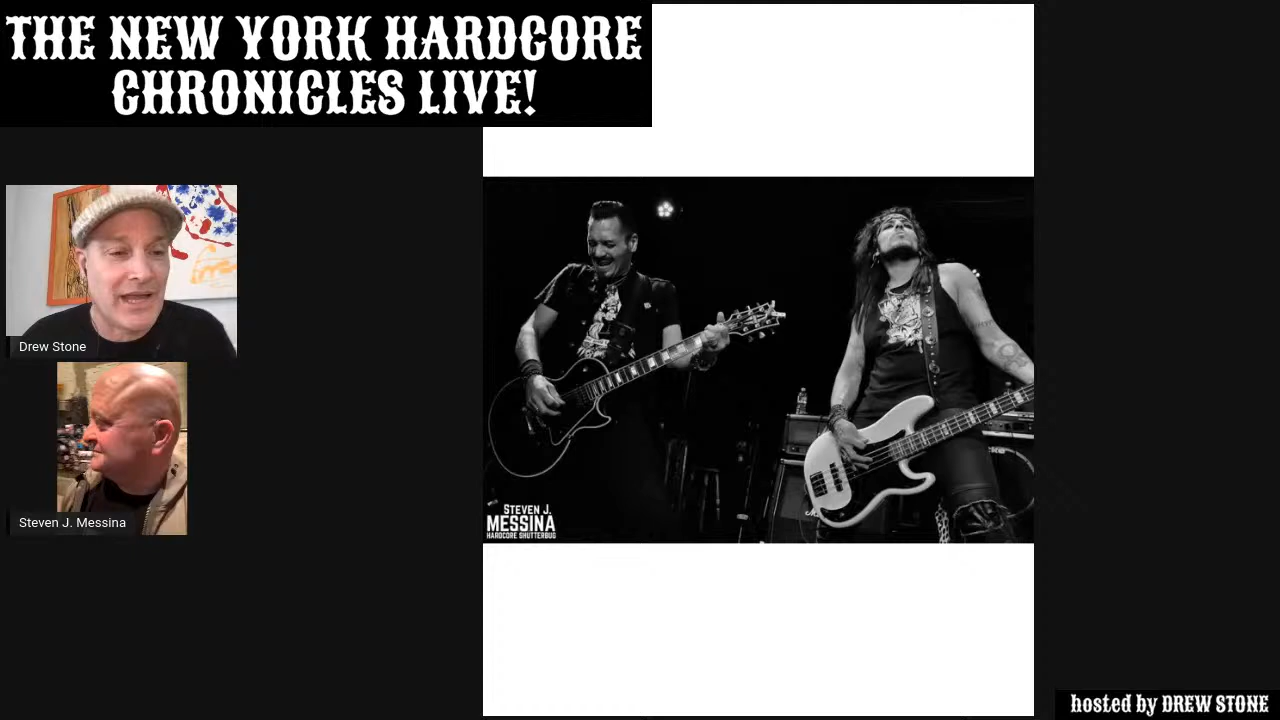 THE NEW YORK HARDCORE
CHRONICLES LIVE!
Drew Stone
Steven J. Messina
STEVEN J.
MESSINA
HARDCORE SHUTTERBUG
hosted by DREW STONE